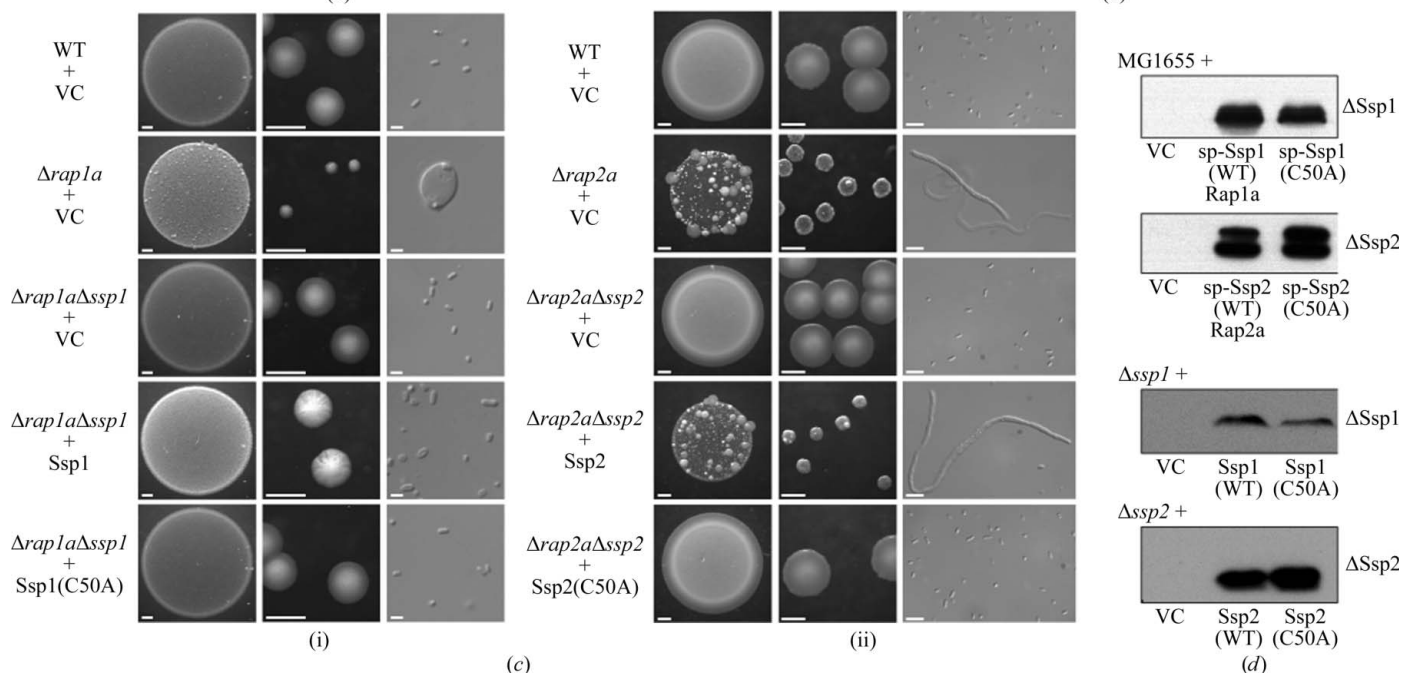 WT
+
VC
Δrap1a
+
VC
Δrap1aΔssp1
+
VC
Δrap1aΔssp1
+
Ssp1
Δrap1aΔssp1
+
Ssp1(C50A)
(i)
WT
+
VC
Δrap2a
+
VC
Δrap2aΔssp2
+
VC
Δrap2aΔssp2
+
Ssp2
Δrap2aΔssp2
+
Ssp2(C50A)
(ii)
(c)
MG1655 +
ΔSsp1
VC sp-Ssp1 sp-Ssp1
(WT) (C50A)
Rap1a
ΔSsp2
VC sp-Ssp2 sp-Ssp2
(WT) (C50A)
Rap2a
Δssp1 +
ΔSsp1
VC Ssp1 Ssp1
(WT) (C50A)
Δssp2 +
ΔSsp2
VC Ssp2 Ssp2
(WT) (C50A)
(d)